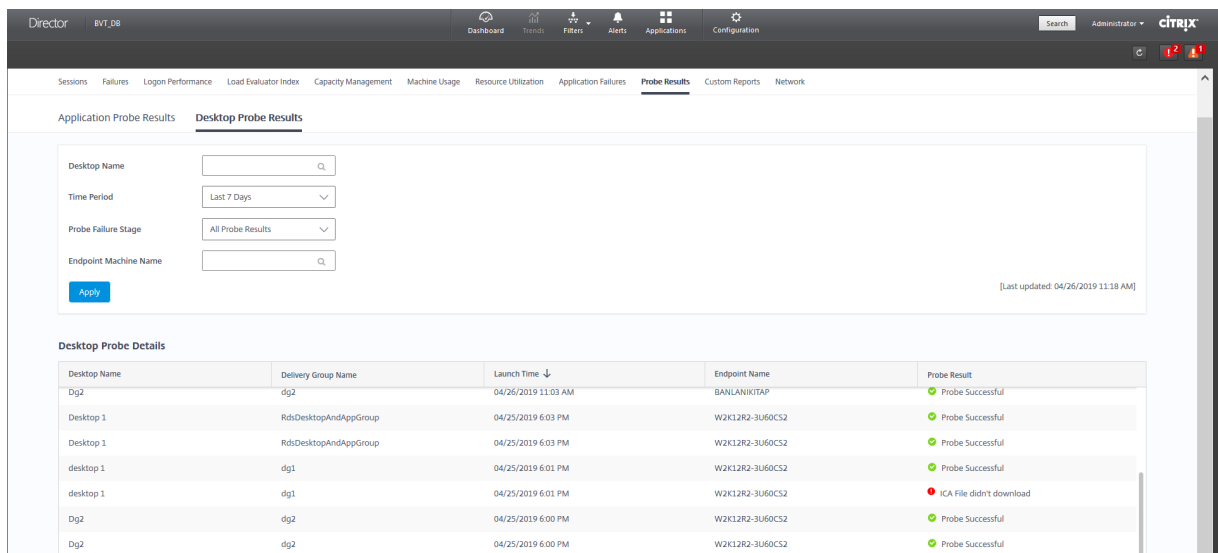 Director BVT_DB Dashboard Trends Filters Alerts Applications Configuration Search Administrator CİTRIX
2 1
Sessions Failures Logon Performance Load Evaluator Index Capacity Management Machine Usage Resource Utilization Application Failures Probe Results Custom Reports Network
Application Probe Results Desktop Probe Results
Desktop Name
Time Period Last 7 Days
Probe Failure Stage All Probe Results
Endpoint Machine Name
Apply [Last updated: 04/26/2019 11:18 AM]
Desktop Probe Details
Desktop Name Delivery Group Name Launch Time Endpoint Name Probe Result
Dg2 dg2 04/26/2019 11:03 AM BANLANIKITAP Probe Successful
Desktop 1 RdsDesktopAndAppGroup 04/25/2019 6:03 PM W2K12R2-3U60CS2 Probe Successful
Desktop 1 RdsDesktopAndAppGroup 04/25/2019 6:03 PM W2K12R2-3U60CS2 Probe Successful
desktop 1 dg1 04/25/2019 6:01 PM W2K12R2-3U60CS2 Probe Successful
desktop 1 dg1 04/25/2019 6:01 PM W2K12R2-3U60CS2 ICA File didn't download
Dg2 dg2 04/25/2019 6:00 PM W2K12R2-3U60CS2 Probe Successful
Dg2 dg2 04/25/2019 6:00 PM W2K12R2-3U60CS2 Probe Successful